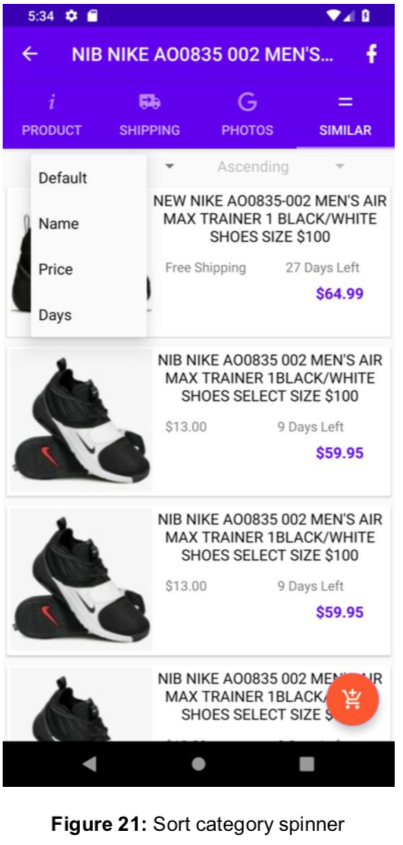 5:34
NIB NIKE AO0835 002 MEN'S...
PRODUCT
SHIPPING
PHOTOS
SIMILAR
Default
Name
Price
Days
Ascending
NEW NIKE AO0835-002 MEN'S AIR
MAX TRAINER 1 BLACK/WHITE
SHOES SIZE $100
Free Shipping 27 Days Left
$64.99
NIB NIKE AO0835 002 MEN'S AIR
MAX TRAINER 1BLACK/WHITE
SHOES SELECT SIZE $100
$13.00 9 Days Left
$59.95
NIB NIKE AO0835 002 MEN'S AIR
MAX TRAINER 1BLACK/WHITE
SHOES SELECT SIZE $100
$13.00 9 Days Left
$59.95
NIB NIKE AO0835 002 MEN'S AIR
MAX TRAINER 1BLACK/
SHOES SELECT SIZE $
Figure 21: Sort category spinner